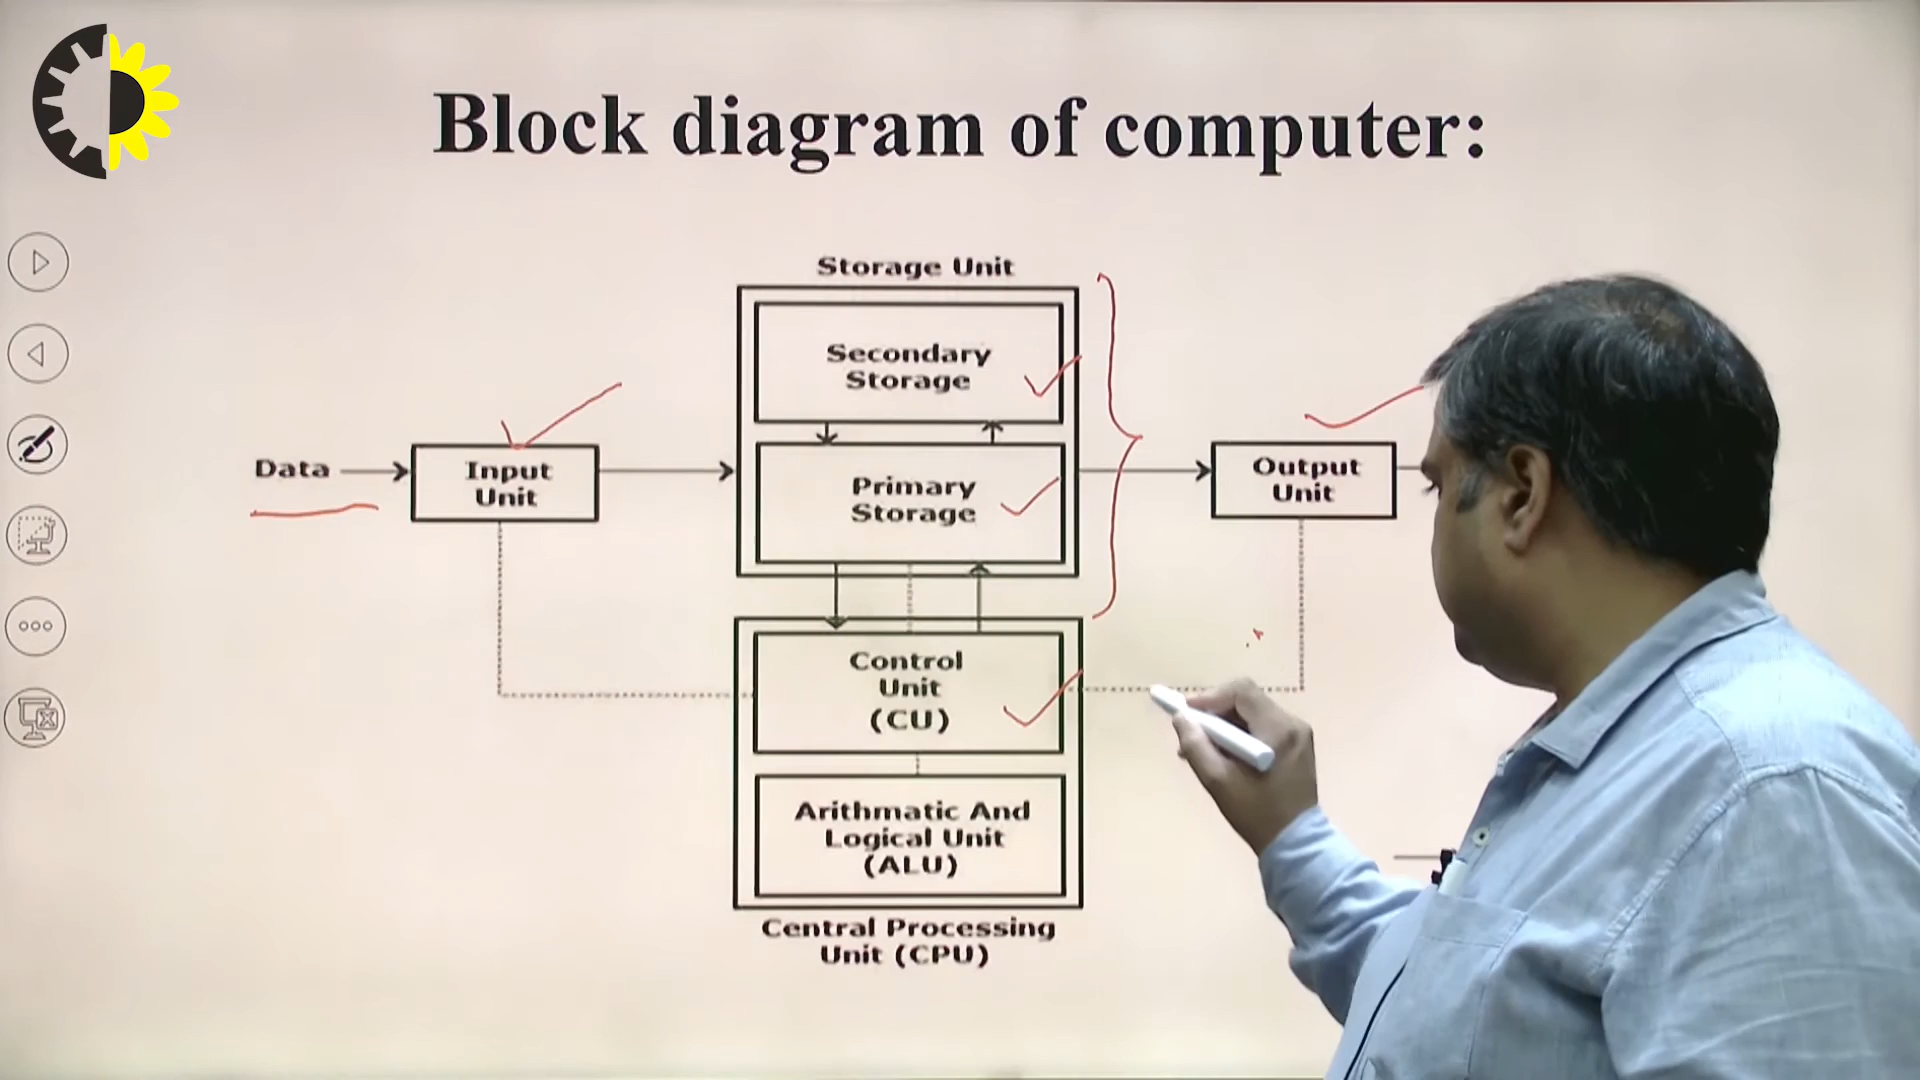 Block diagram of computer:
Storage Unit
Secondary
Storage
Data
Input
Unit
Primary
Storage
Output
Unit
Control
Unit
(CU)
Arithmatic And
Logical Unit
(ALU)
Central Processing
Unit (CPU)